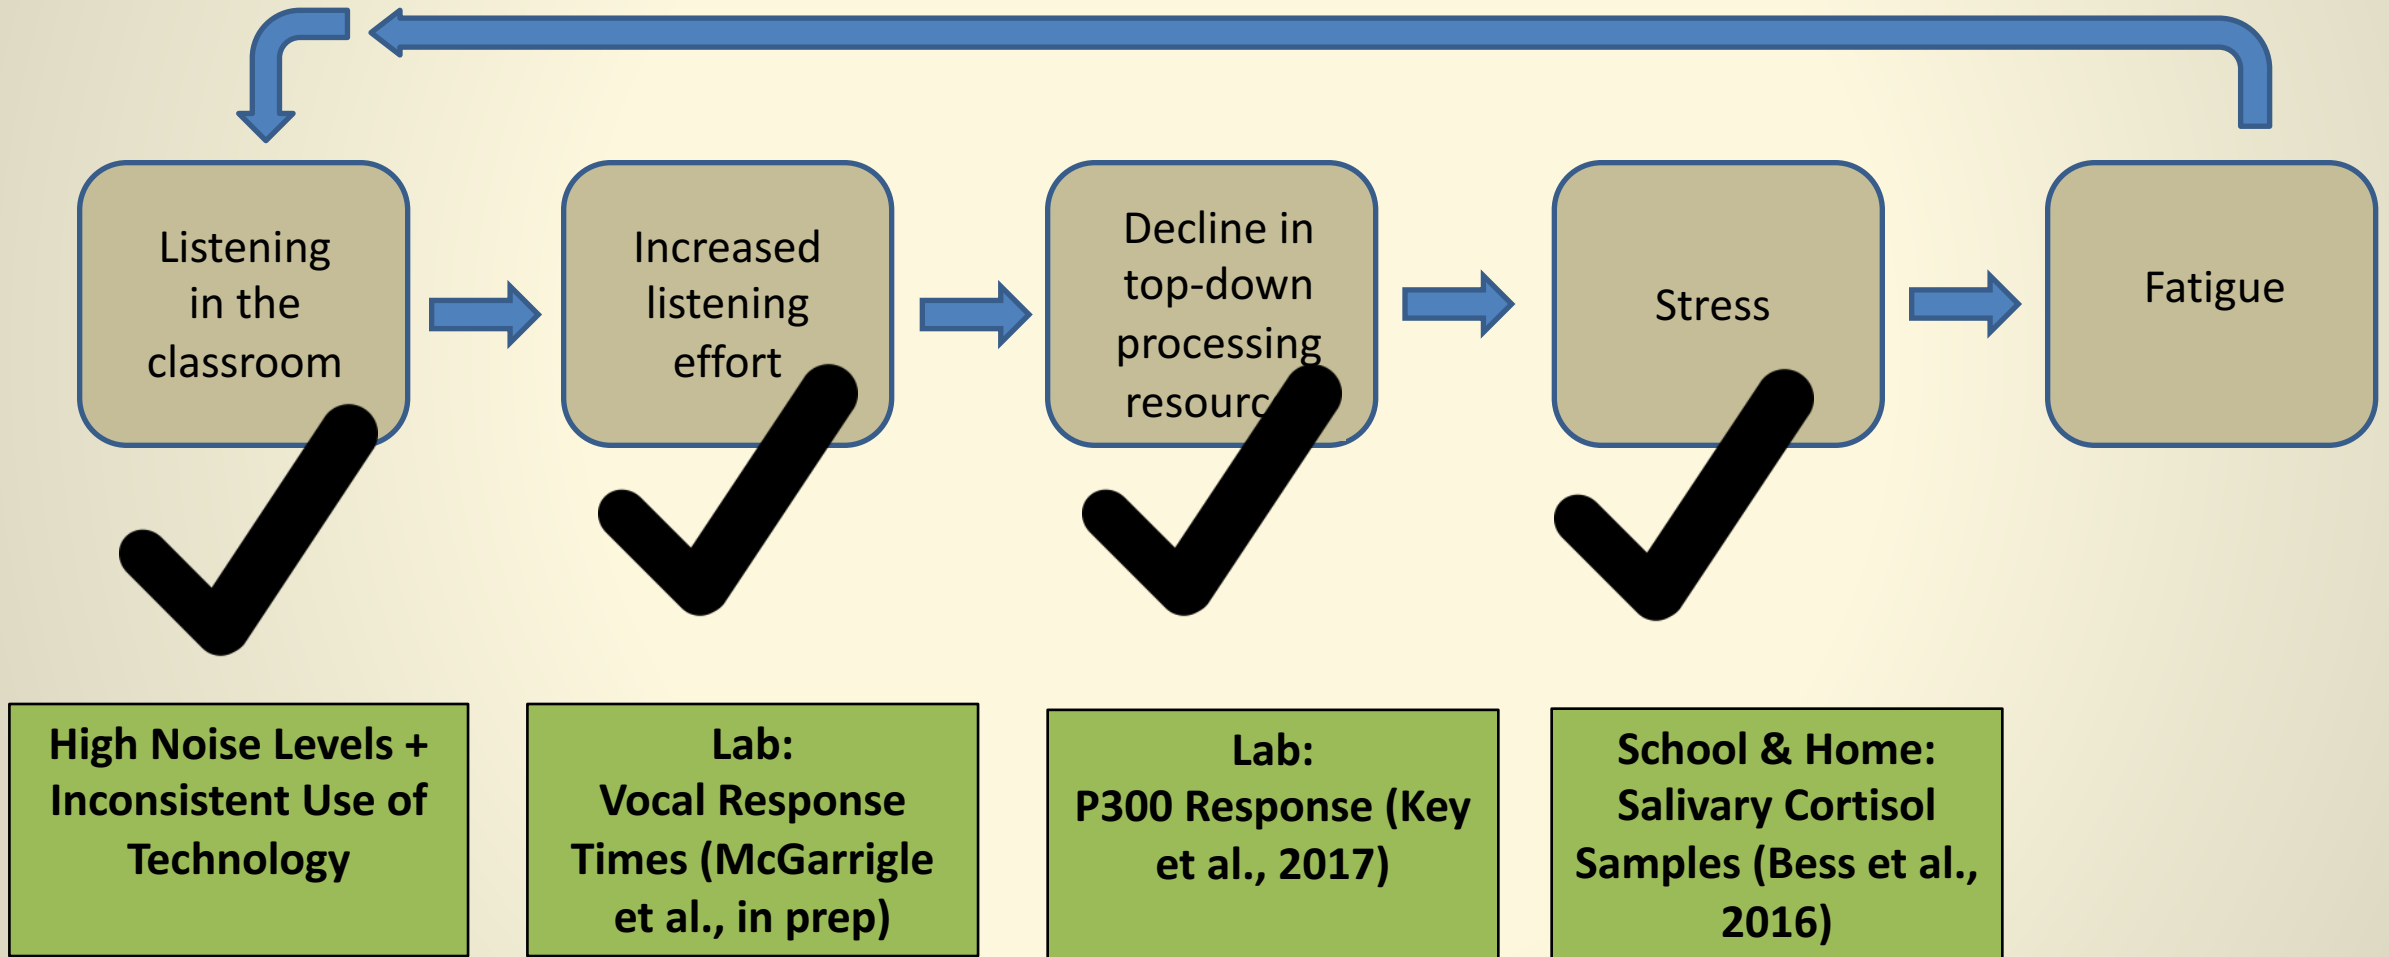 Listening
in the
classroom
Increased
listening
effort
Decline in
top-down
processing
Stress
Fatigue
High Noise Levels +
Inconsistent Use of
Technology
Lab:
Vocal Response
Times (McGarrigle
et al., in prep)
Lab:
P300 Response (Key
et al., 2017)
School & Home:
Salivary Cortisol
Samples (Bess et al.,
2016)